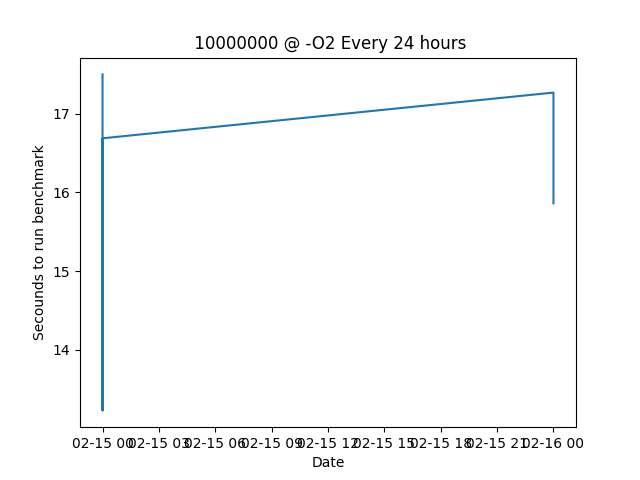 10000000 @ -O2 Every 24 hours
17
16
15
14
Secounds to run benchmark
02-15 00 02-15 03 02-15 06 02-15 09 02-15 12 02-15 15 02-15 18 02-15 21 02-16 00
Date